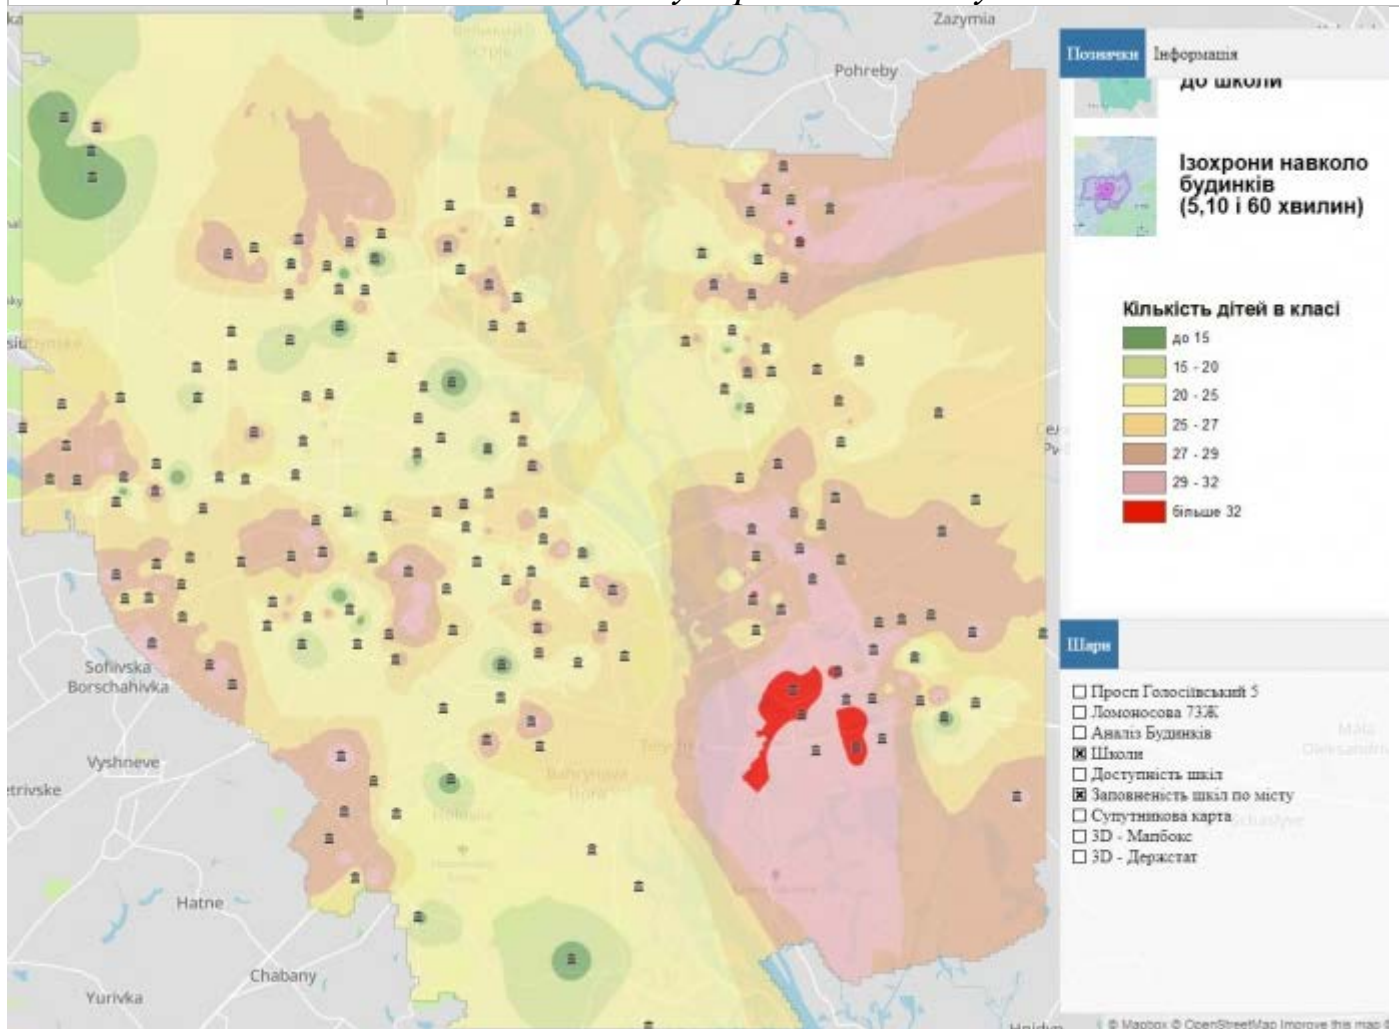 Zazymia
Pohreby
Позначки
Інформація
до школи
Ізохрони навколо
будинків
(5,10 і 60 хвилин)
Кількість дітей в класі
до 15
15 - 20
20 - 25
25 - 27
27 - 29
29 - 32
більше 32
Sofiivska
Borschahivka
Vyshneve
etrivske
Hatne
Chabany
Yurivka
Шари
Просп Голосіївський 5
Ломоносова 73Ж
Аналіз Будинків
Школи
Доступність шкіл
Заповненість шкіл по місту
Супутникова карта
3D - Мапбокс
3D - Держстат
© Mapbox © OpenStreetMap Improve this map